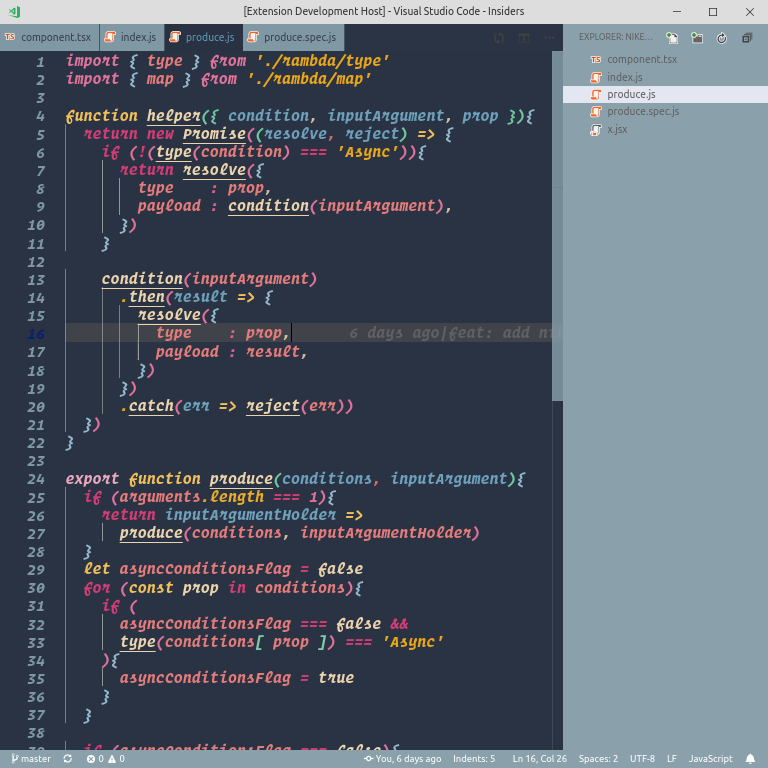 [Extension Development Host] - Visual Studio Code - Insiders
component.tsx index.js produce.js produce.spec.js
EXPLORER: NIKE...
component.tsx
index.js
produce.js
produce.spec.js
x.jsx
1 import { type } from './rambda/type'
2 import { map } from './rambda/map'
3
4 function helper({ condition, inputArgument, prop }){
5 return new Promise((resolve, reject) => {
6 if (!(type(condition) === 'Async')){
7 return resolve({
8 type    : prop,
9 payload : condition(inputArgument),
10 })
11 }
12
13 condition(inputArgument)
14 .then(result => {
15 resolve({
16 type    : prop, 6 days ago|feat: add
17 payload : result,
18 })
19 })
20 .catch(err => reject(err))
21 })
22 }
23
24 export function produce(conditions, inputArgument){
25 if (arguments.length === 1){
26 return inputArgumentHolder =>
27 produce(conditions, inputArgumentHolder)
28 }
29 let asyncConditionsFlag = false
30 for (const prop in conditions){
31 if (
32 asyncConditionsFlag === false &&
33 type(conditions[ prop ]) === 'Async'
34 ){
35 asyncConditionsFlag = true
36 }
37 }
38
39 if (asyncConditionsFlag === false){
master 0 0 You, 6 days ago Indents: 5 Ln 16, Col 26 Spaces: 2 UTF-8 LF JavaScript